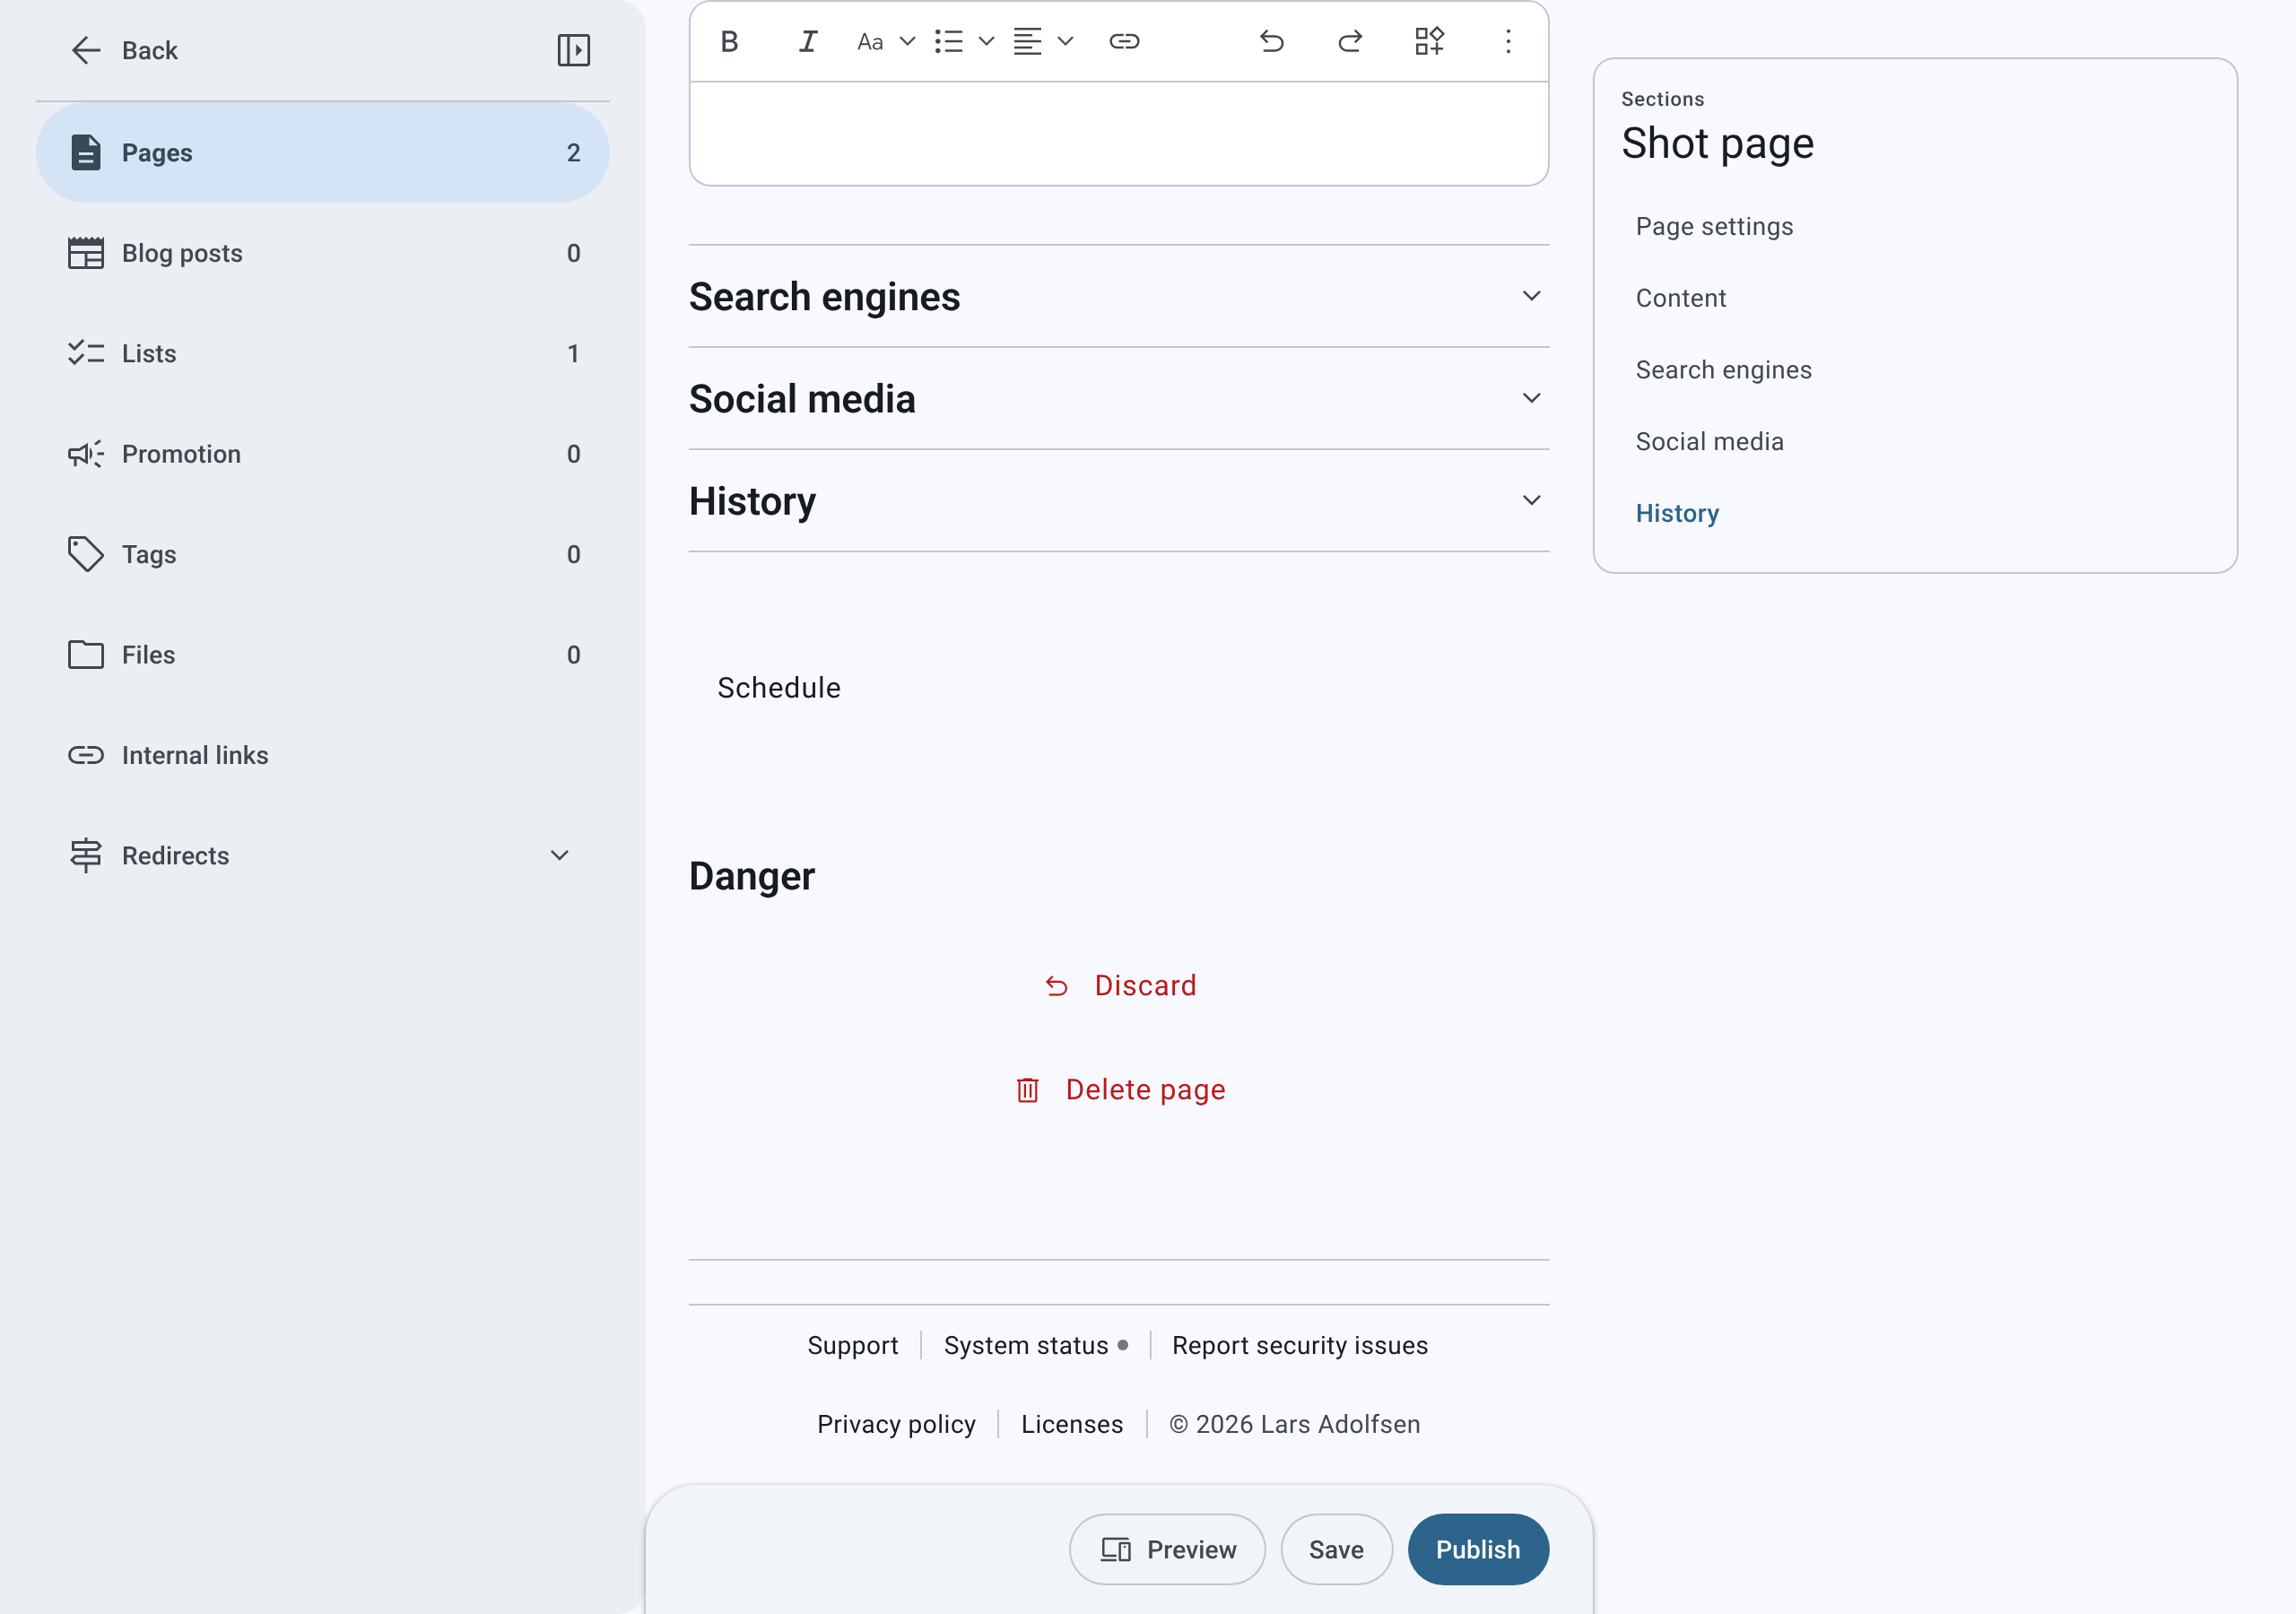 Back
Pages 2
Blog posts 0
Lists 1
Promotion 0
Tags 0
Files 0
Internal links
Redirects
B I Aa
Search engines
Social media
History
Schedule
Danger
Discard
Delete page
Support System status Report security issues
Privacy policy Licenses © 2026 Lars Adolfsen
Preview Save Publish
Sections
Shot page
Page settings
Content
Search engines
Social media
History